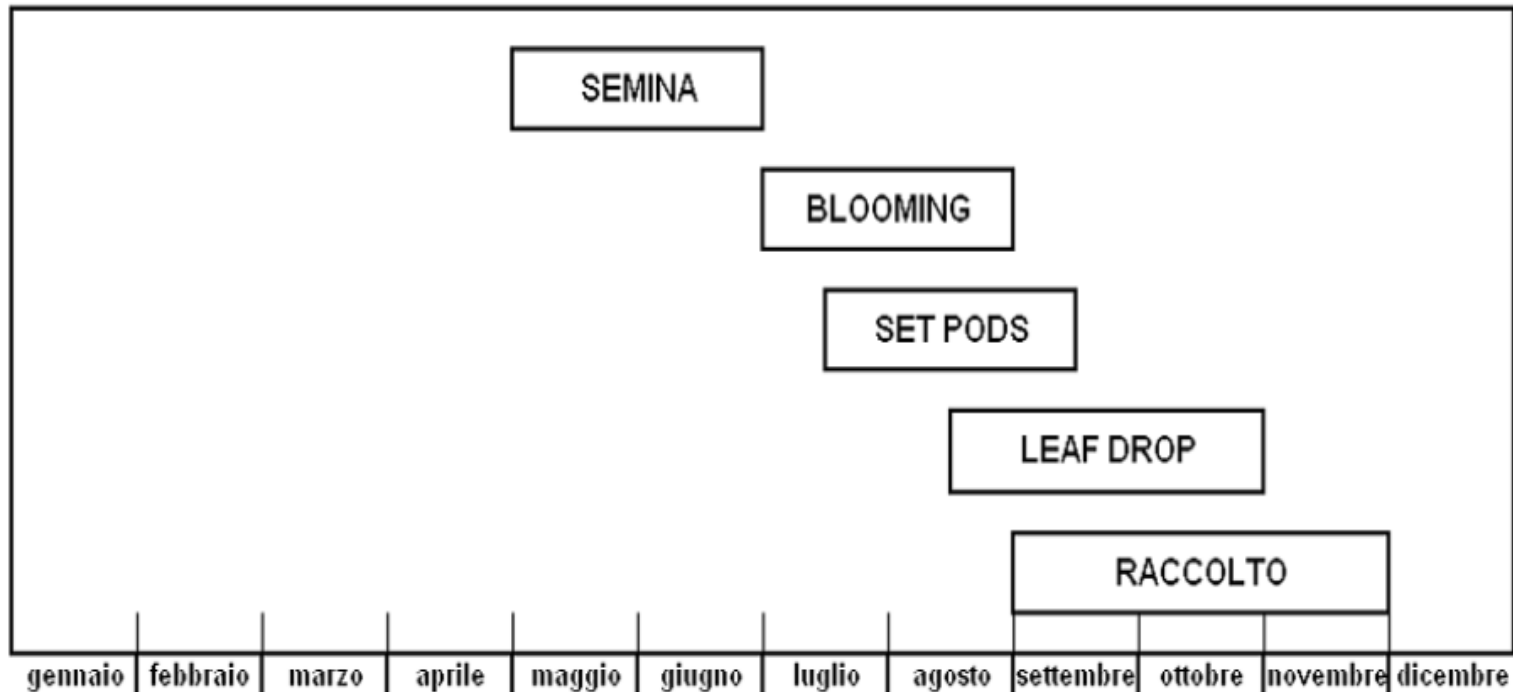 SEMINA
BLOOMING
SET PODS
LEAF DROP
RACCOLTO
gennaio febbraio marzo aprile maggio giugno luglio agosto settembre ottobre novembre dicembre